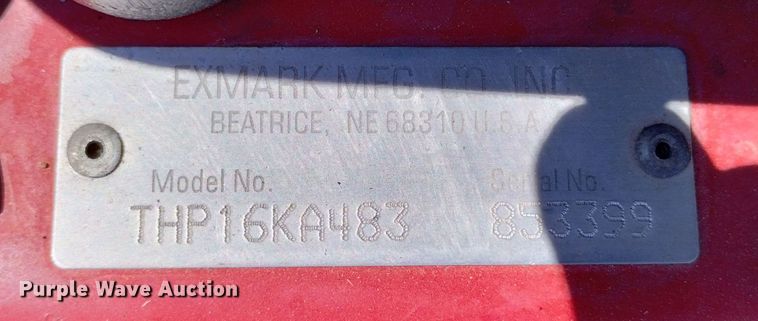 EXMARK MFG. CO. INC.
BEATRICE, NE 68310 U.S.A
Model No. Serial No.
THP16KA483 853399
Purple Wave Auction